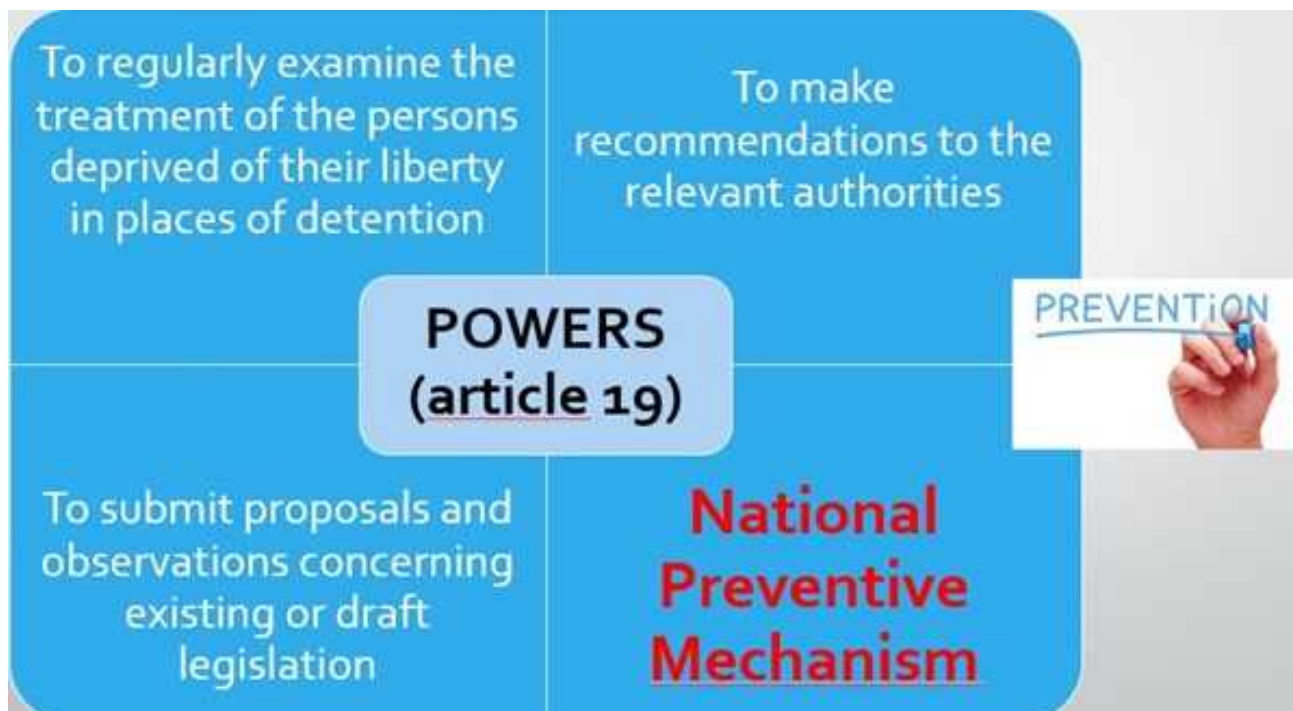 To regularly examine the
treatment of the persons
deprived of their liberty
in places of detention
To make
recommendations to the
relevant authorities
POWERS
(article 19)
PREVENTiON
To submit proposals and
observations concerning
existing or draft
legislation
National
Preventive
Mechanism